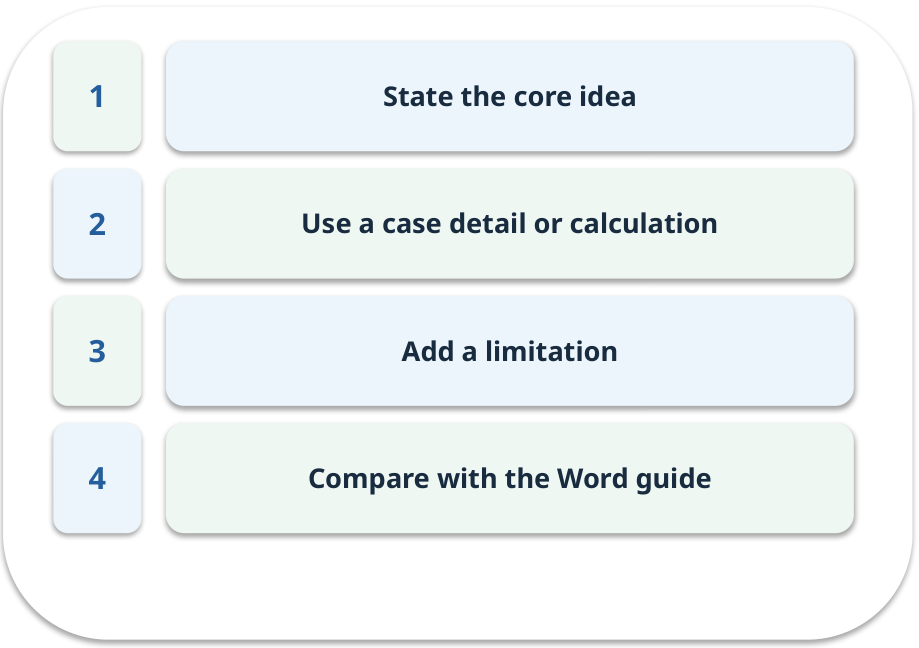 1
State the core idea
2
Use a case detail or calculation
3
Add a limitation
4
Compare with the Word guide